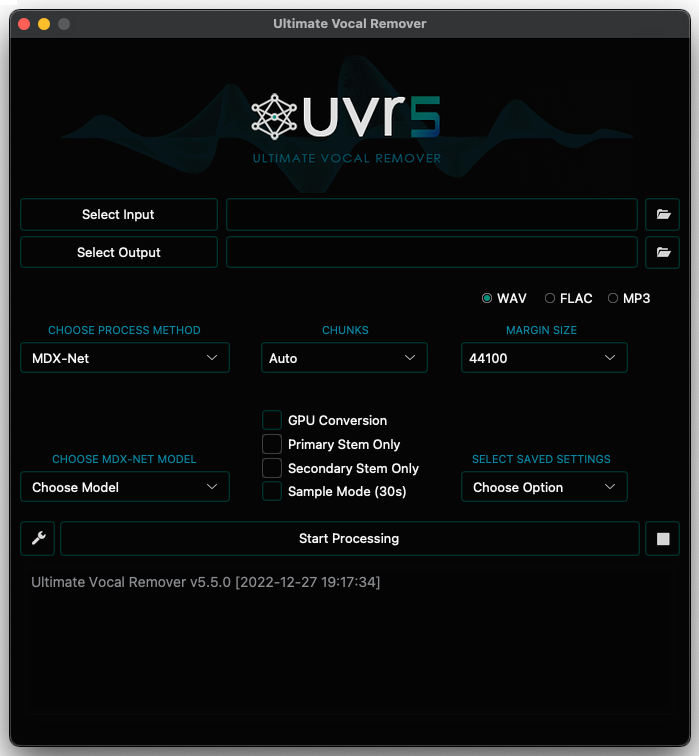 Ultimate Vocal Remover
uvr5
ULTIMATE VOCAL REMOVER
Select Input
Select Output
WAV FLAC MP3
CHOOSE PROCESS METHOD CHUNKS MARGIN SIZE
MDX-Net Auto 44100
GPU Conversion
Primary Stem Only
CHOOSE MDX-NET MODEL Secondary Stem Only SELECT SAVED SETTINGS
Choose Model Sample Mode (30s) Choose Option
Start Processing
Ultimate Vocal Remover v5.5.0 [2022-12-27 19:17:34]